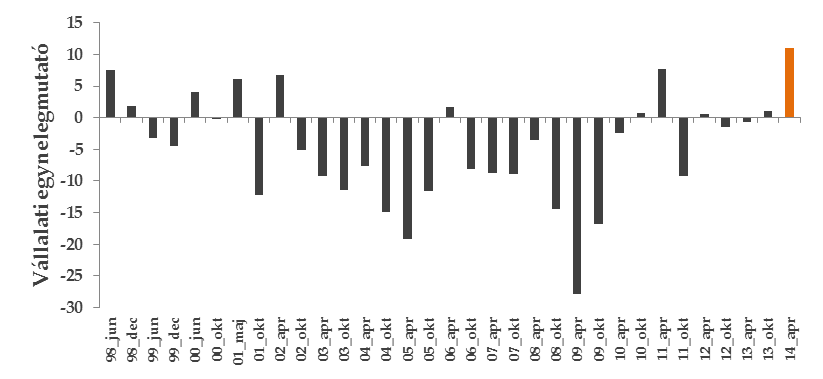 Vállalati egynelegmutató
15
10
5
0
-5
-10
-15
-20
-25
-30
98_jun
98_dec
99_jun
99_dec
00_jun
00_okt
01_maj
01_okt
02_apr
02_okt
03_apr
03_okt
04_apr
04_okt
05_apr
05_okt
06_apr
06_okt
07_apr
07_okt
08_apr
08_okt
09_apr
09_okt
10_apr
10_okt
11_apr
11_okt
12_apr
12_okt
13_apr
13_okt
14_apr